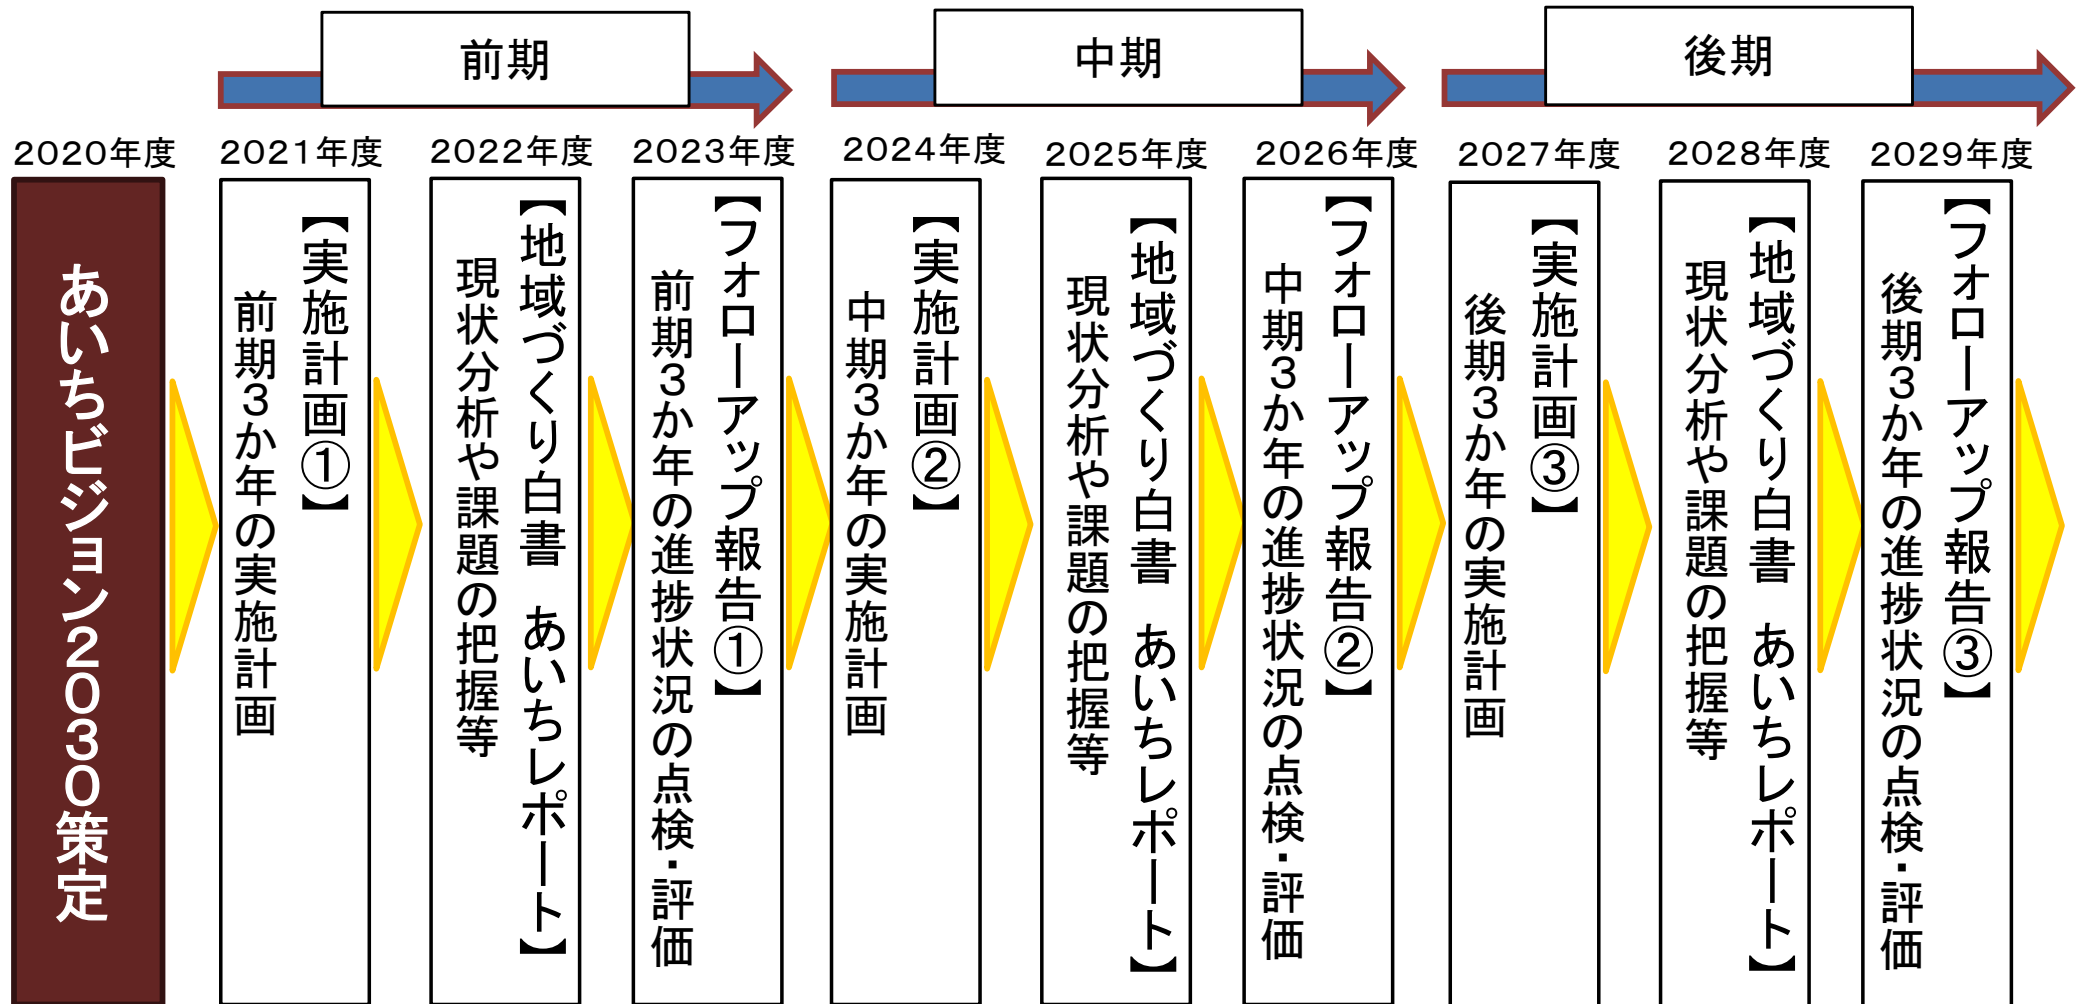 前期
中期
後期
2020年度
あいちビジョン2030策定
2021年度
【実施計画①】
前期3か年の実施計画
2022年度
【地域づくり白書　あいちレポート】
現状分析や課題の把握等
2023年度
【フォローアップ報告①】
前期3か年の進捗状況の点検・評価
2024年度
【実施計画②】
中期3か年の実施計画
2025年度
【地域づくり白書　あいちレポート】
現状分析や課題の把握等
2026年度
【フォローアップ報告②】
中期3か年の進捗状況の点検・評価
2027年度
【実施計画③】
後期3か年の実施計画
2028年度
【地域づくり白書　あいちレポート】
現状分析や課題の把握等
2029年度
【フォローアップ報告③】
後期3か年の進捗状況の点検・評価